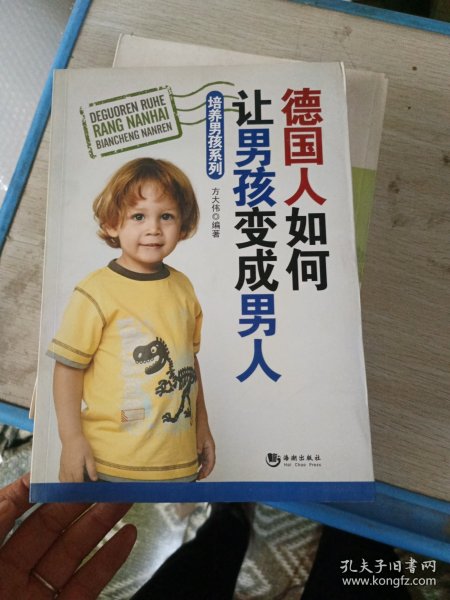 DEGUOREN RUHE
RANG NANHAI
BIANCHENG NANREN
培养男孩系列
德国人如何
让男孩变成男人
方大伟◎编著
海潮出版社
Hai Chao Press
孔夫子旧书网
www.kongfz.com